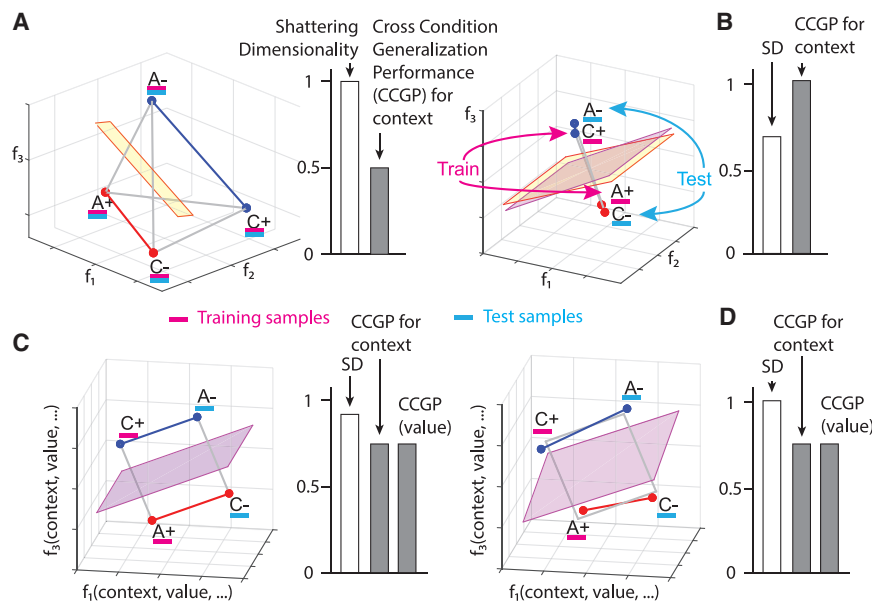 A
Shattering
Dimensionality
Cross Condition
Generalization
Performance
(CCGP) for
context
1
0.5
0
A-
A+
C+
C-
f3
f1
f2
B
SD
CCGP for
context
1
0.5
0
f3
A-
C+
Train
Test
A+
C-
f1
f2
Training samples
Test samples
C
CCGP for
context
SD
CCGP
(value)
1
0.5
0
C+
A-
A+
C-
f3(context, value, ...)
f1(context, value, ...)
D
CCGP for
context
SD
CCGP
(value)
1
0.5
0
A-
C+
A+
C-
f3(context, value, ...)
f1(context, value, ...)